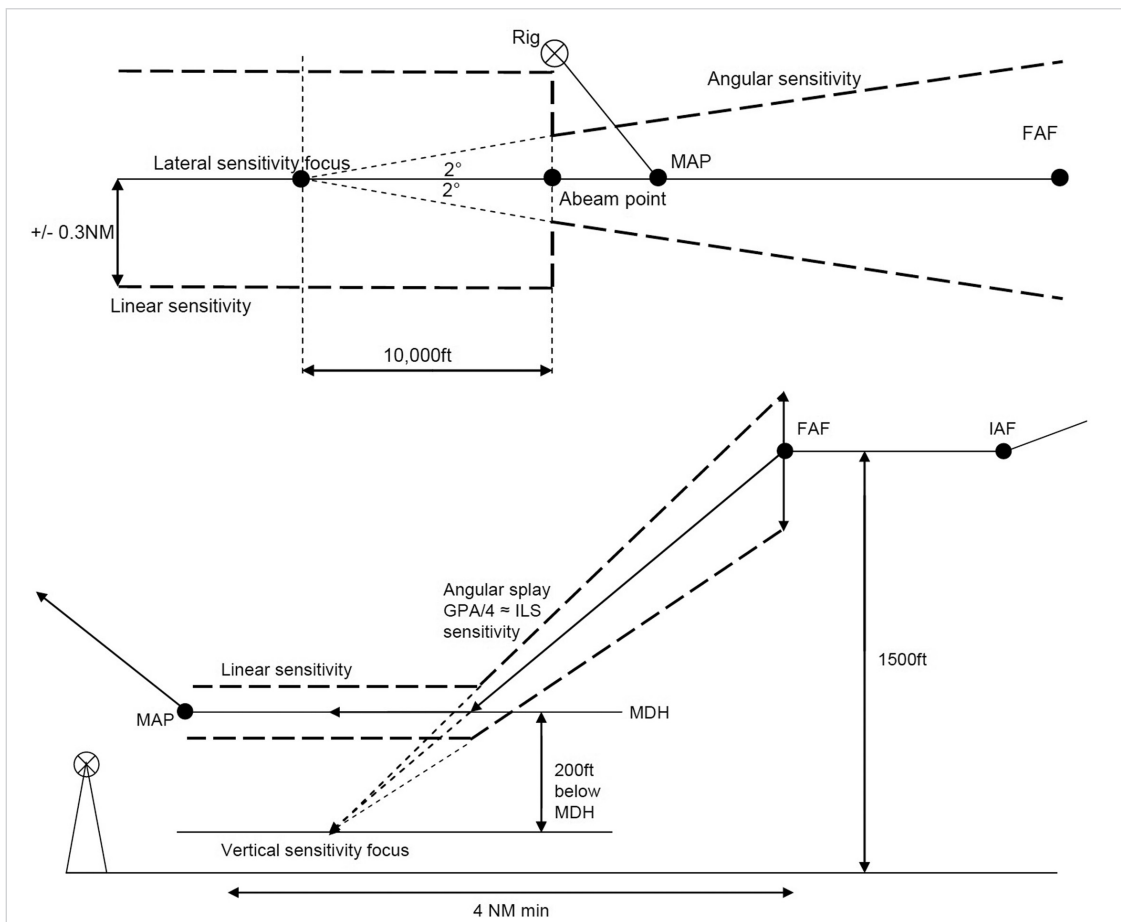 Rig
Angular sensitivity
FAF
MAP
Lateral sensitivity focus
2°
2°
Abeam point
+/- 0.3NM
Linear sensitivity
10,000ft
FAF
IAF
Angular splay
GPA/4 ≈ ILS
sensitivity
1500ft
Linear sensitivity
MAP
MDH
200ft
below
MDH
Vertical sensitivity focus
4 NM min